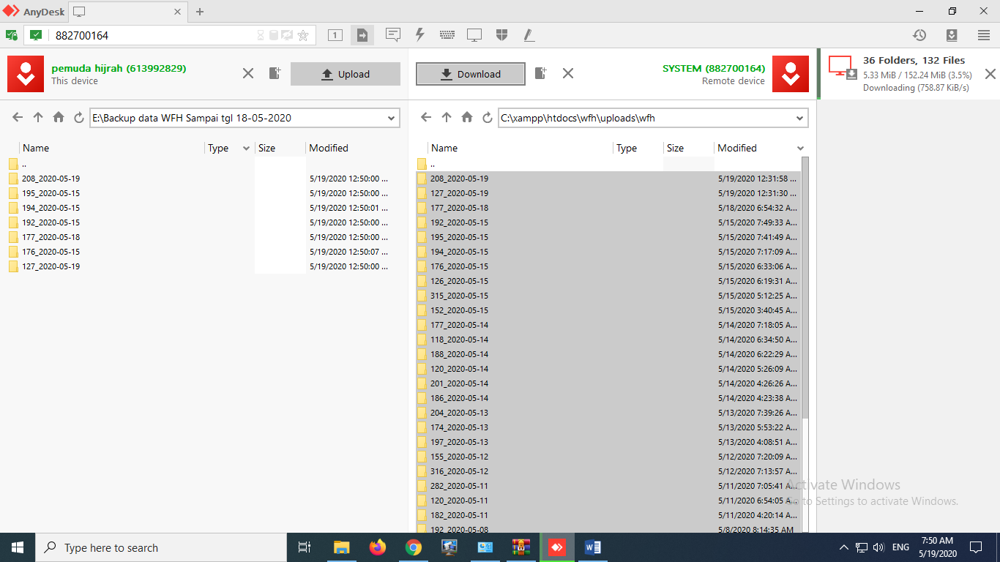 AnyDesk
882700164
1
pemuda hijrah (613992829)
This device
Upload
Download
SYSTEM (882700164)
Remote device
36 Folders, 132 Files
5.33 MiB / 152.24 MiB (3.5%)
Downloading (758.87 KiB/s)
E:\Backup data WFH Sampai tgl 18-05-2020
Name Type Size Modified
..
208_2020-05-19 5/19/2020 12:50:00 ...
195_2020-05-15 5/19/2020 12:50:00 ...
194_2020-05-15 5/19/2020 12:50:01 ...
192_2020-05-15 5/19/2020 12:50:00 ...
177_2020-05-18 5/19/2020 12:50:00 ...
176_2020-05-15 5/19/2020 12:50:07 ...
127_2020-05-19 5/19/2020 12:50:00 ...
C:\xampp\htdocs\wfh\uploads\wfh
Name Type Size Modified
..
208_2020-05-19 5/19/2020 12:31:58 ...
127_2020-05-19 5/19/2020 12:31:30 ...
177_2020-05-18 5/18/2020 6:54:32 A...
192_2020-05-15 5/15/2020 7:49:33 A...
195_2020-05-15 5/15/2020 7:41:49 A...
194_2020-05-15 5/15/2020 7:17:09 A...
176_2020-05-15 5/15/2020 6:33:06 A...
126_2020-05-15 5/15/2020 6:19:31 A...
315_2020-05-15 5/15/2020 5:12:25 A...
152_2020-05-15 5/15/2020 3:40:45 A...
177_2020-05-14 5/14/2020 7:18:05 A...
118_2020-05-14 5/14/2020 6:34:50 A...
188_2020-05-14 5/14/2020 6:22:29 A...
120_2020-05-14 5/14/2020 5:26:09 A...
201_2020-05-14 5/14/2020 4:26:26 A...
186_2020-05-14 5/14/2020 4:23:38 A...
204_2020-05-13 5/13/2020 7:39:26 A...
174_2020-05-13 5/13/2020 5:53:22 A...
197_2020-05-13 5/13/2020 4:08:51 A...
155_2020-05-12 5/12/2020 7:20:09 A...
316_2020-05-12 5/12/2020 7:13:57 A...
282_2020-05-11 5/11/2020 7:05:41 A...
120_2020-05-11 5/11/2020 6:54:05 A...
182_2020-05-11 5/11/2020 4:20:14 A...
192_2020-05-08 5/8/2020 8:14:35 AM
Activate Windows
Go to Settings to activate Windows.
Type here to search
ENG
7:50 AM
5/19/2020